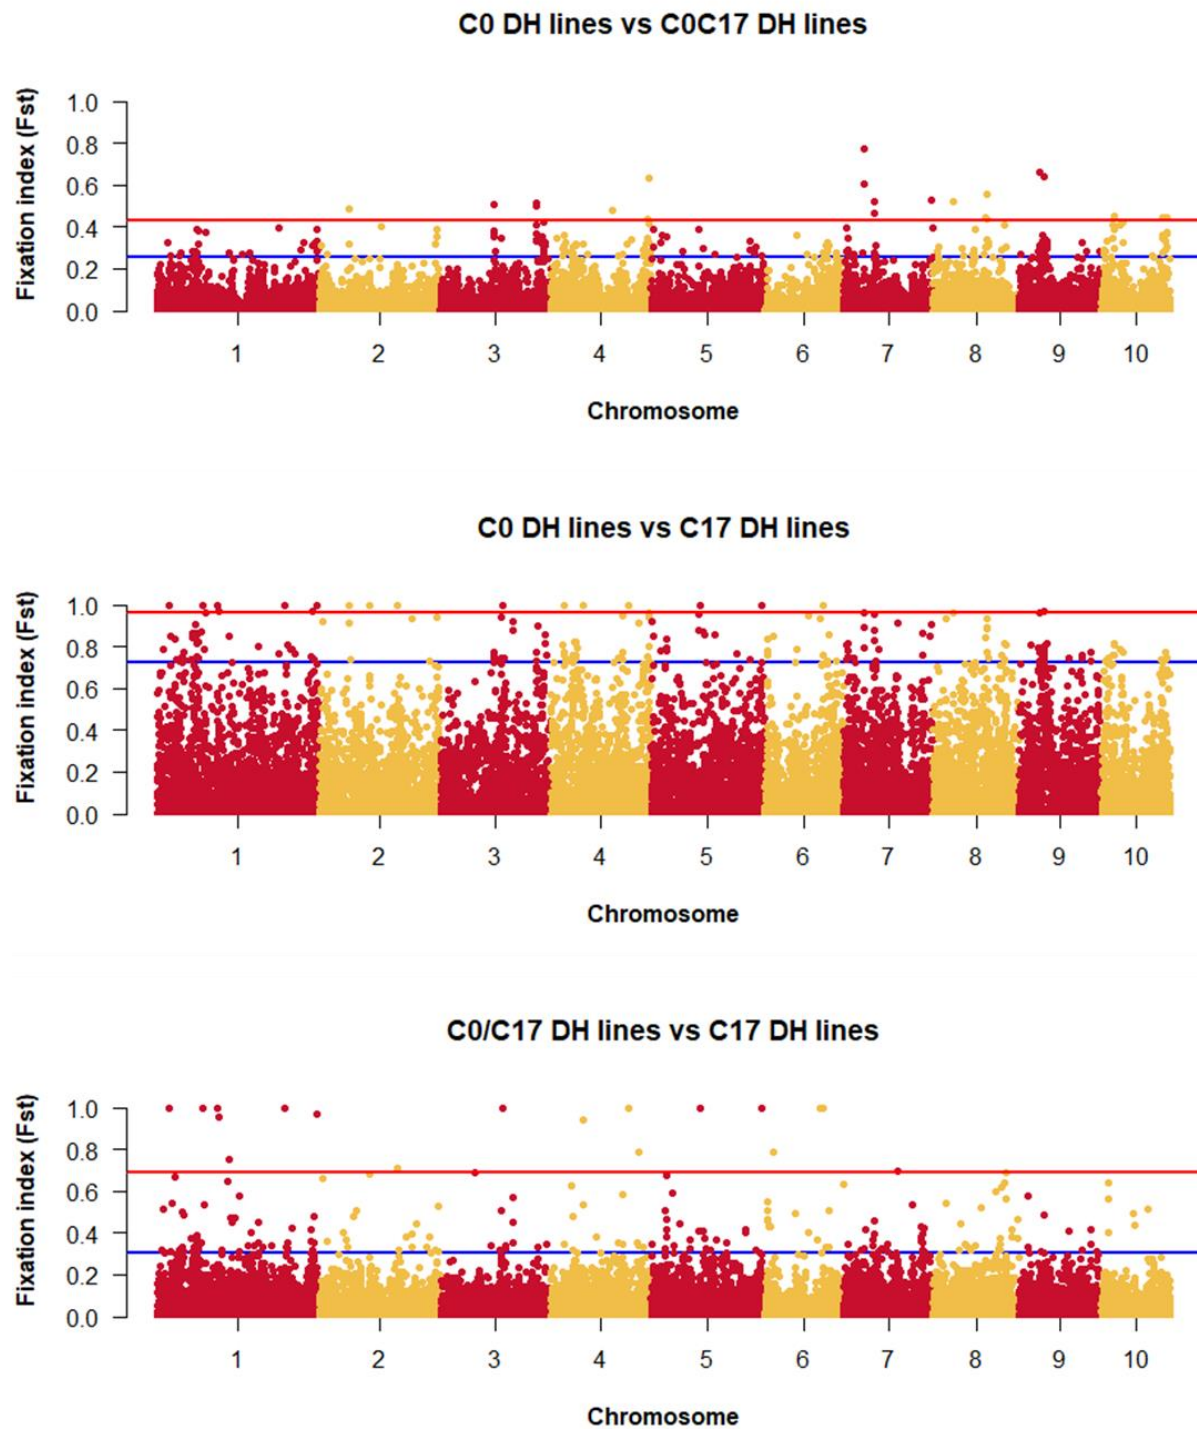 C0 DH lines vs C0C17 DH lines
Fixation index (Fst)
1.0
0.8
0.6
0.4
0.2
0.0
1 2 3 4 5 6 7 8 9 10
Chromosome
C0 DH lines vs C17 DH lines
Fixation index (Fst)
1.0
0.8
0.6
0.4
0.2
0.0
1 2 3 4 5 6 7 8 9 10
Chromosome
C0/C17 DH lines vs C17 DH lines
Fixation index (Fst)
1.0
0.8
0.6
0.4
0.2
0.0
1 2 3 4 5 6 7 8 9 10
Chromosome